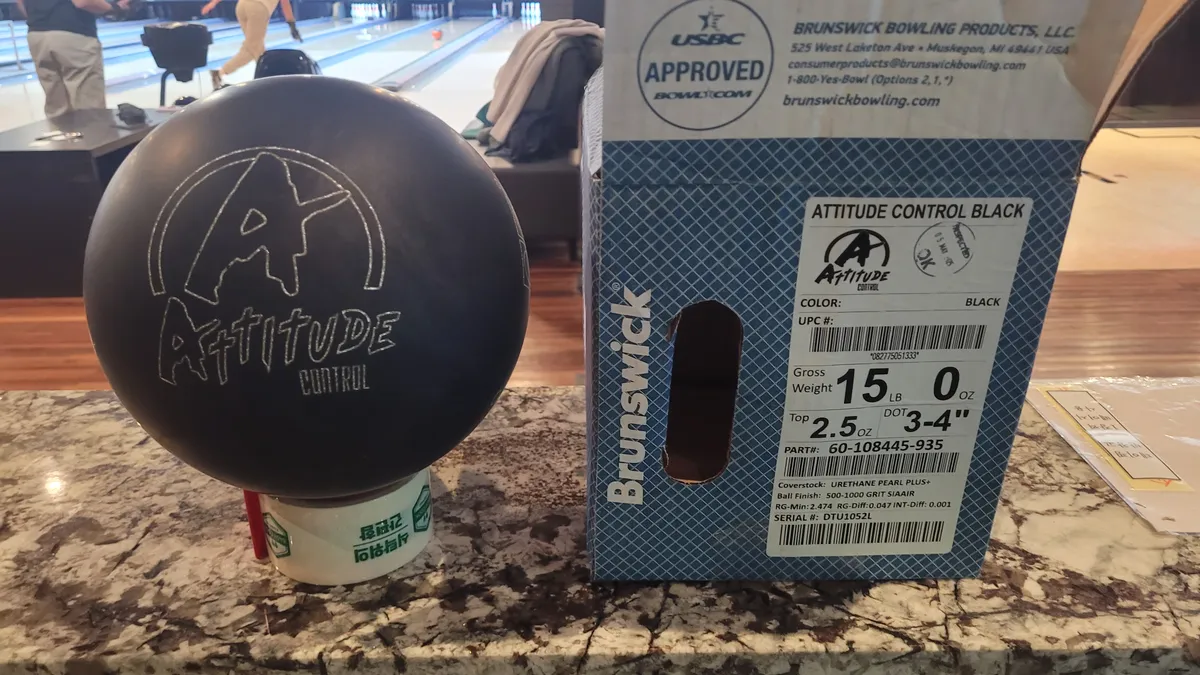 ATTITUDE
CONTROL
USBC
APPROVED
BOWL.COM
BRUNSWICK BOWLING PRODUCTS, LLC.
525 West Laketon Ave • Muskegon, MI 49441 USA
consumerproducts@brunswickbowling.com
1-800-Yes-Bowl (Options 2,1,*)
brunswickbowling.com
Brunswick®
ATTITUDE CONTROL BLACK
ATTITUDE
CONTROL
INSPECTED
OK
COLOR: BLACK
UPC #:
*082775051333*
Gross Weight 15 LB 0 OZ
Top 2.5 OZ DOT 3-4"
PART#: 60-108445-935
Coverstock: URETHANE PEARL PLUS+
Ball Finish: 500-1000 GRIT SIAAIR
RG-Min:2.474 RG-Diff:0.047 INT-Diff: 0.001
SERIAL #: DTU1052L